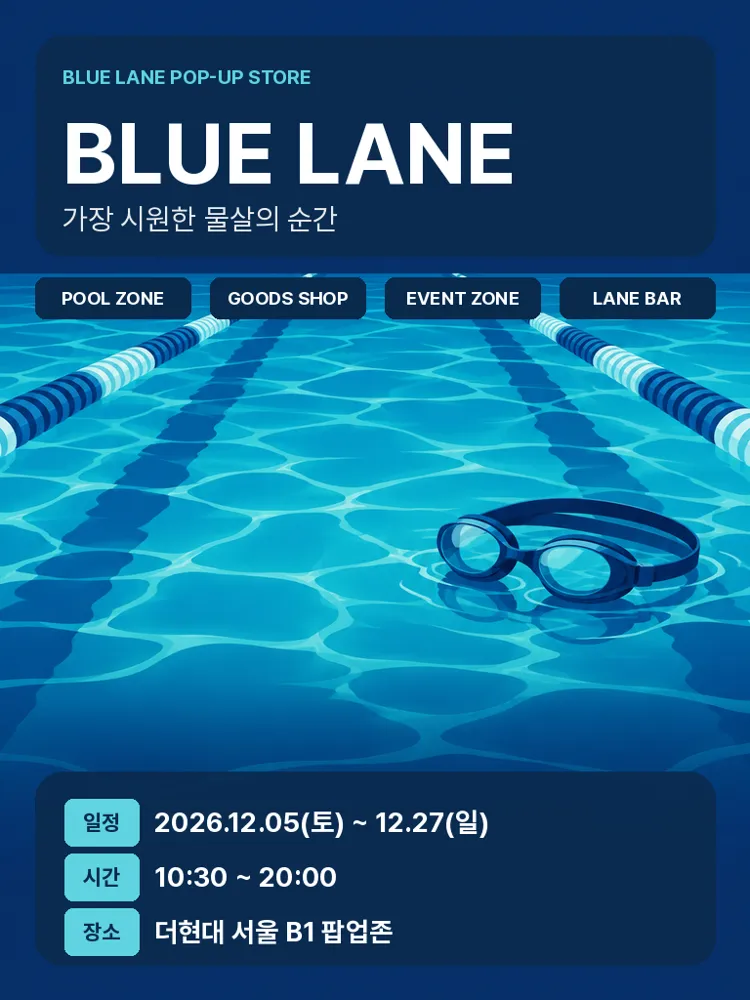 BLUE LANE POP-UP STORE
BLUE LANE
가장 시원한 물살의 순간
POOL ZONE
GOODS SHOP
EVENT ZONE
LANE BAR
일정 2026.12.05(토) ~ 12.27(일)
시간 10:30 ~ 20:00
장소 더현대 서울 B1 팝업존